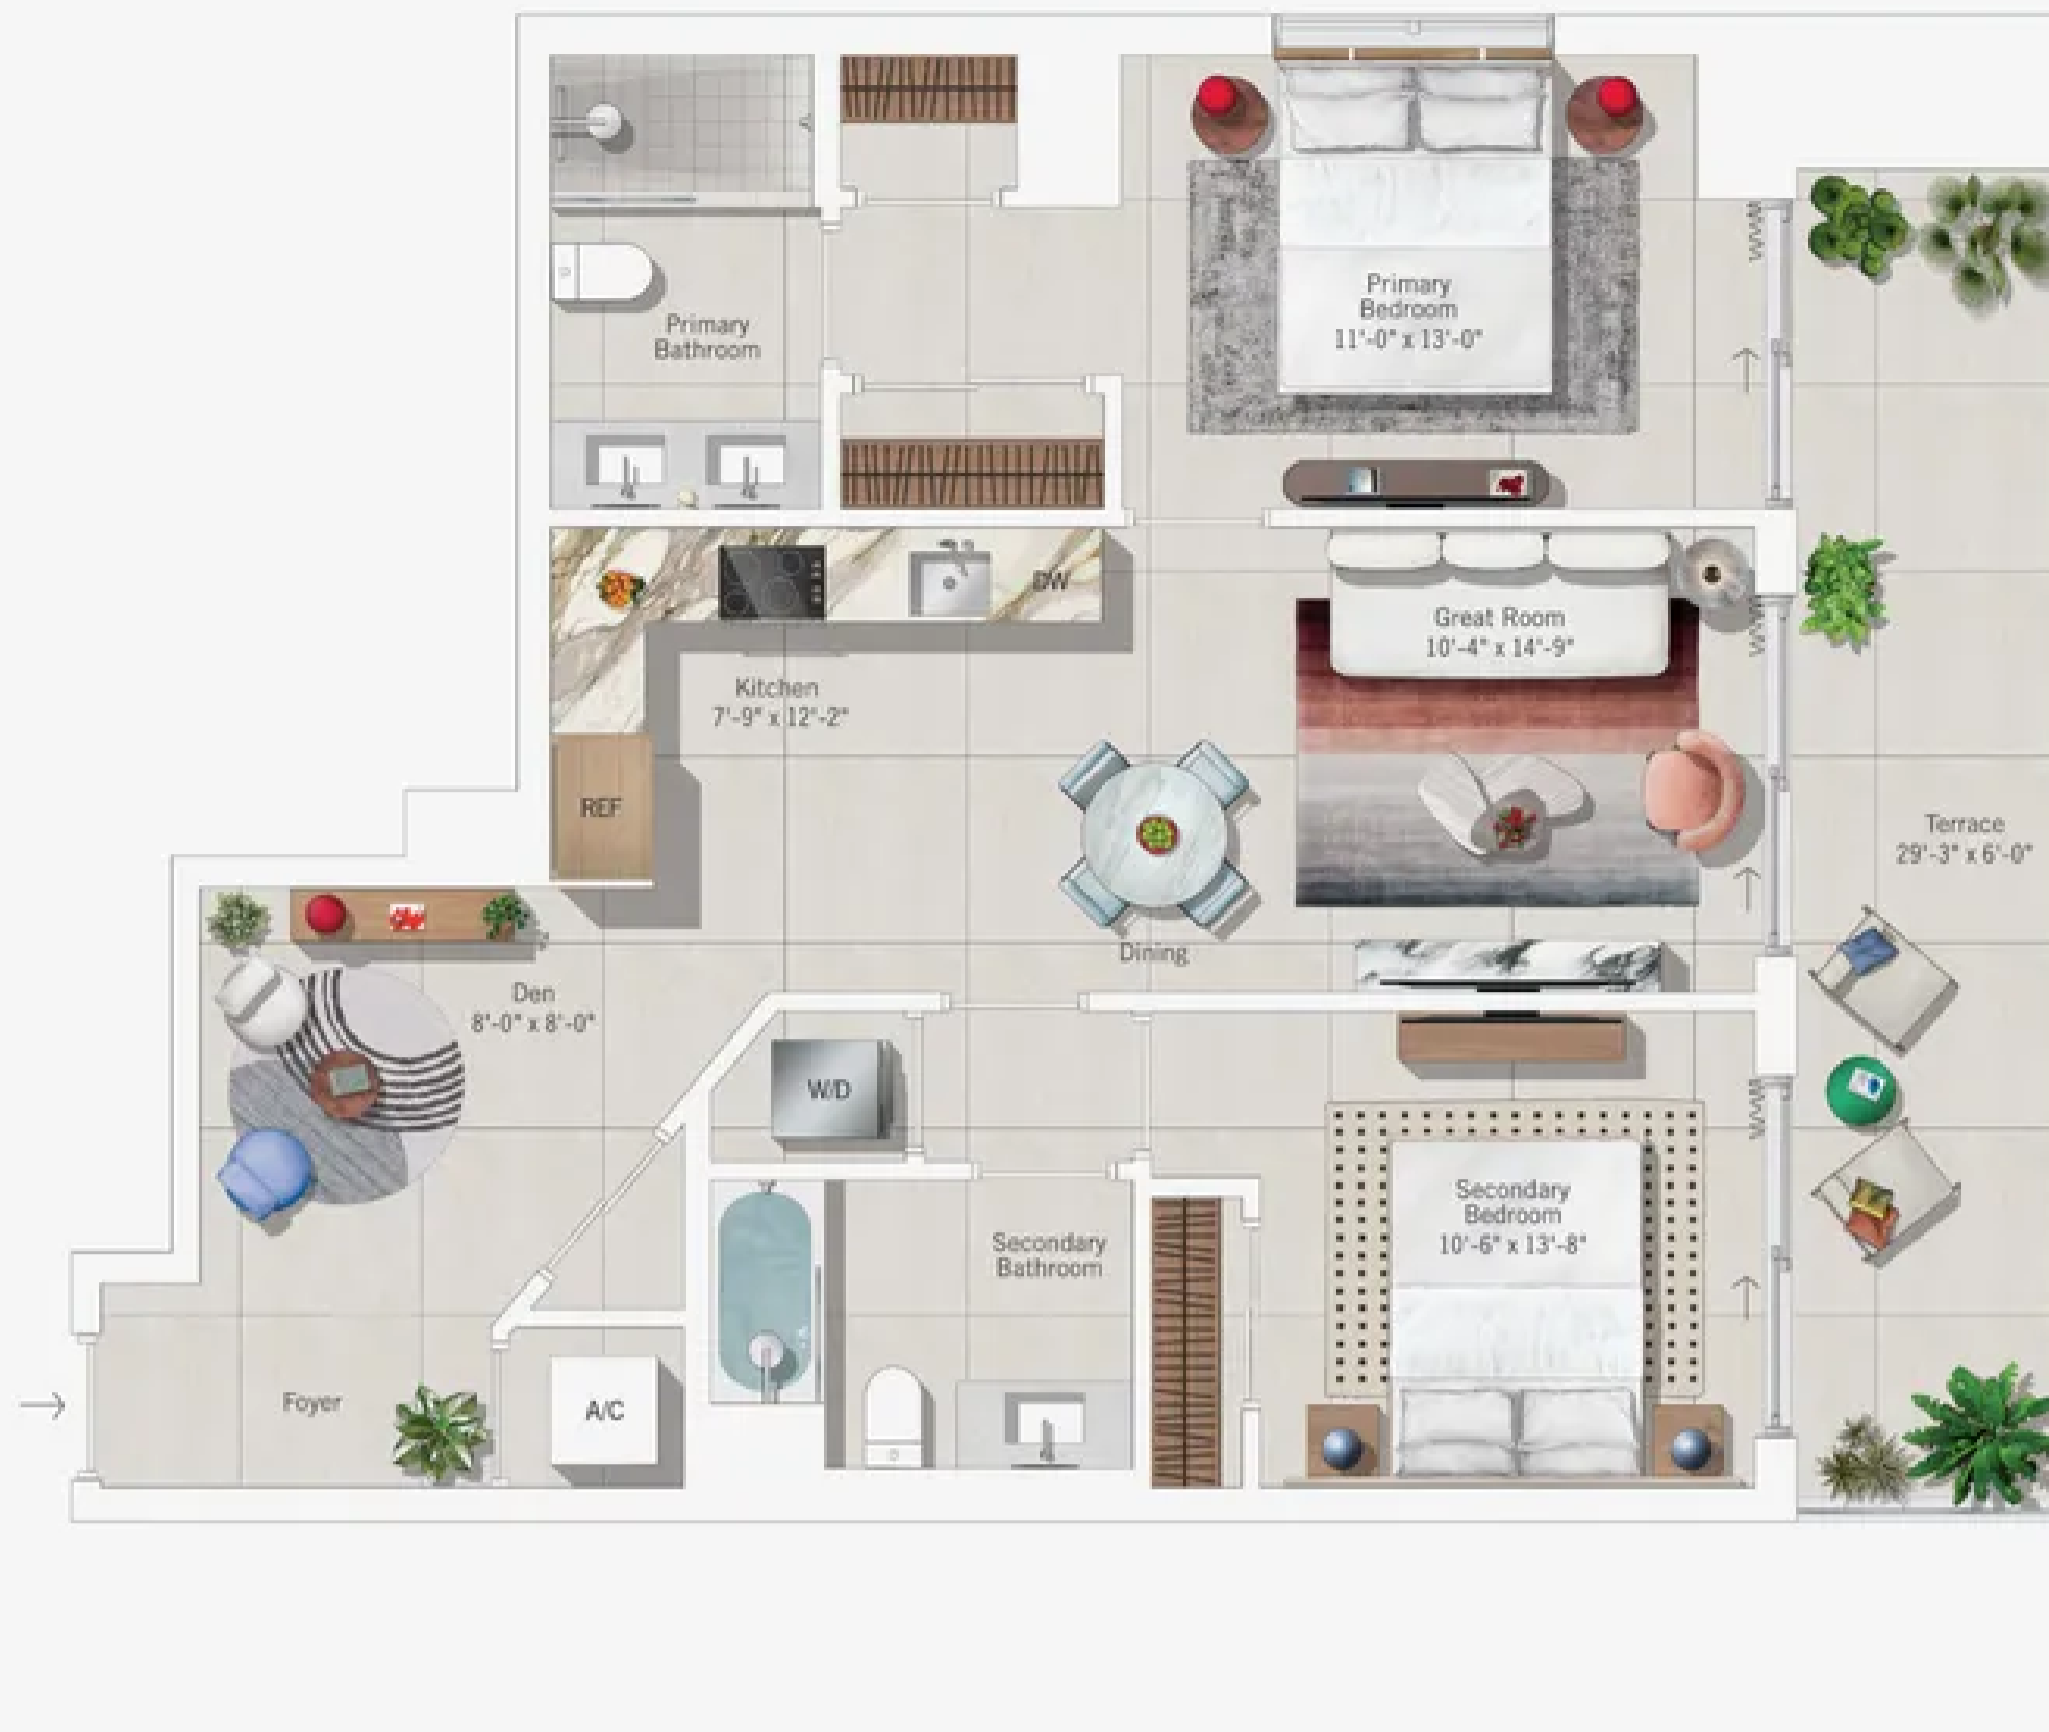 Primary
Bedroom
11'-0" x 13'-0"
Primary
Bathroom
DW
Great Room
10'-4" x 14'-9"
Kitchen
7'-9" x 12'-2"
REF
Terrace
29'-3" x 6'-0"
Dining
Den
8'-0" x 8'-0"
W/D
Secondary
Bedroom
10'-6" x 13'-8"
Secondary
Bathroom
Foyer
A/C